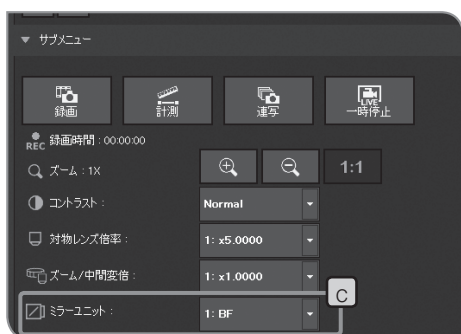 サブメニュー
録画 計測 連写 LIVE 一時停止
REC 録画時間 : 00:00:00
ズーム : 1X 1:1
コントラスト : Normal
対物レンズ倍率 : 1: x5.0000
ズーム/中間変倍 : 1: x1.0000
C
ミラーユニット : 1: BF